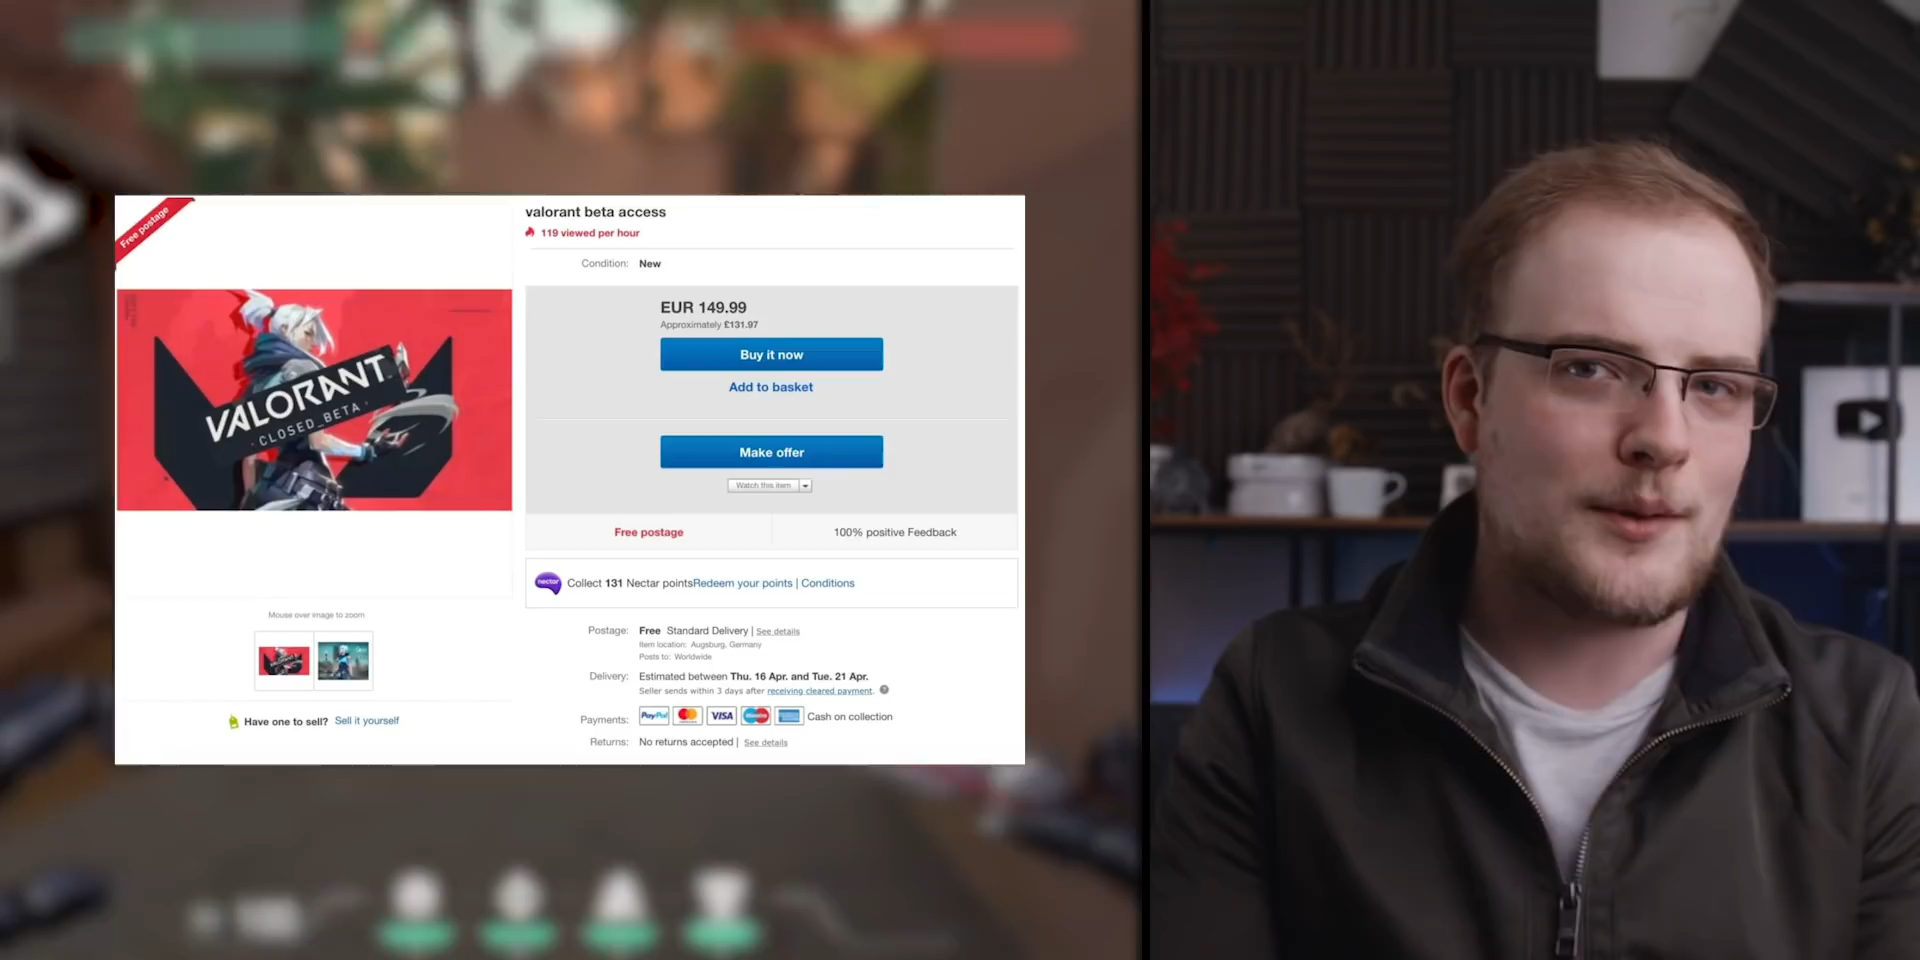 Free postage
VALORANT
CLOSED_BETA
Mouse over image to zoom
Have one to sell? Sell it yourself
valorant beta access
119 viewed per hour
Condition: New
EUR 149.99
Approximately £131.97
Buy it now
Add to basket
Make offer
Watch this item
Free postage
100% positive Feedback
nectar
Collect 131 Nectar pointsRedeem your points | Conditions
Postage: Free Standard Delivery | See details
Item location: Augsburg, Germany
Posts to: Worldwide
Delivery: Estimated between Thu. 16 Apr. and Tue. 21 Apr.
Seller sends within 3 days after receiving cleared payment. ?
Payments: PayPal VISA Cash on collection
Returns: No returns accepted | See details